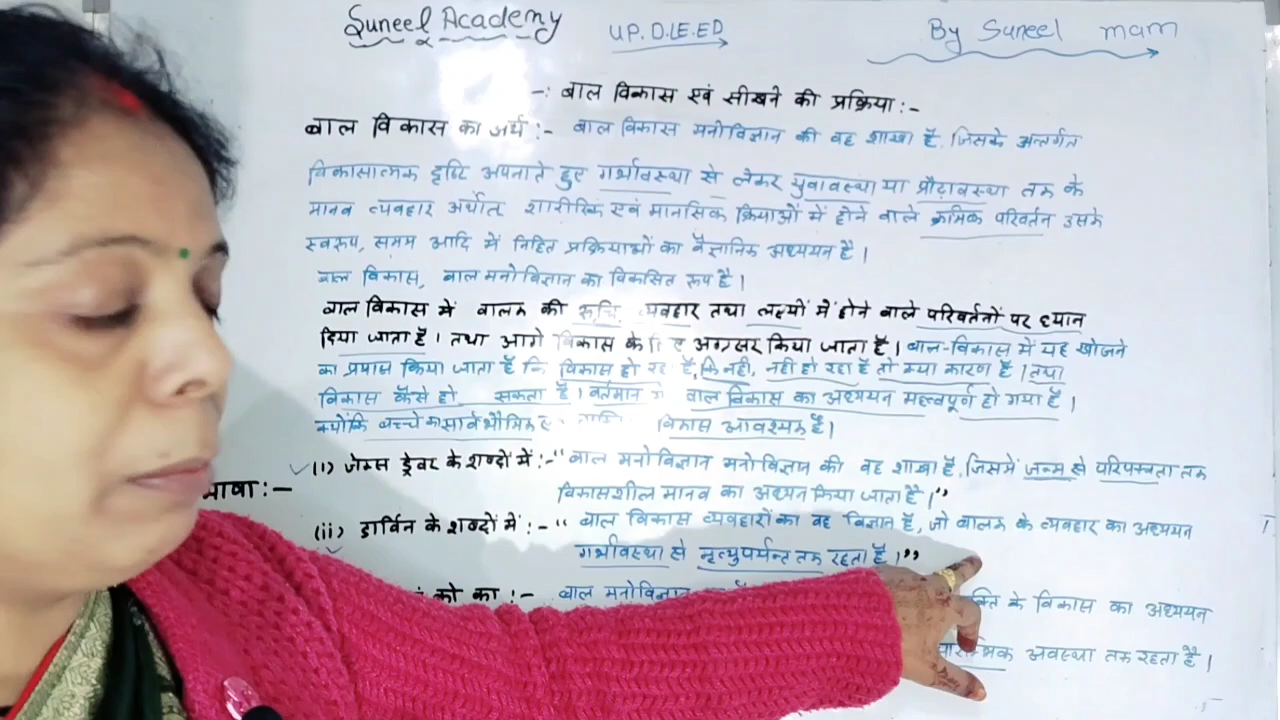 Suneel Academy UP. D.LE.ED By Suneel mam
-: बाल विकास एवं सीखने की प्रक्रिया :-
बाल विकास का अर्थ :- बाल विकास मनोविज्ञान की वह शाखा है, जिसके अन्तर्गत
विकासात्मक दृष्टि अपनाते हुए गर्भावस्था से लेकर युवावस्था या प्रौढ़ावस्था तक के
मानव व्यवहार अर्थात शारीरिक एवं मानसिक क्रियाओं में होने वाले क्रमिक परिवर्तन उसके
स्वरूप, समय आदि में निहित प्रक्रियाओं का वैज्ञानिक अध्ययन है।
बाल विकास, बाल मनोविज्ञान का विकसित रूप है।
बाल विकास में बालक की रूचि, व्यवहार तथा लक्ष्यों में होने वाले परिवर्तनों पर ध्यान
दिया जाता है। तथा आगे विकास के अग्रसर किया जाता है। बाल-विकास में यह खोजने
का प्रयास किया जाता है कि विकास हो रहा है, कि नही, नही हो रहा है तो क्या कारण है। तथा
विकास कैसे हो सकता है। वर्तमान बाल विकास का अध्ययन महत्वपूर्ण हो गया है।
क्योंकि बच्चे का सार्वभौमिक विकास आवश्यक है।
(i) जेम्स ड्रेवर के शब्दों में :- "बाल मनोविज्ञान मनोविज्ञान की वह शाखा है, जिसमें जन्म से परिपक्वता तक
भाषा :- विकासशील मानव का अध्यन किया जाता है।"
(ii) डार्विन के शब्दों में :- "बाल विकास व्यवहारों का वह विज्ञान है, जो बालक के व्यवहार का अध्ययन
गर्भावस्था से मृत्युपर्यन्त तक रहता है।"
को का :- बाल मनोविज्ञान के विकास का अध्ययन
अवस्था तक रहता है।